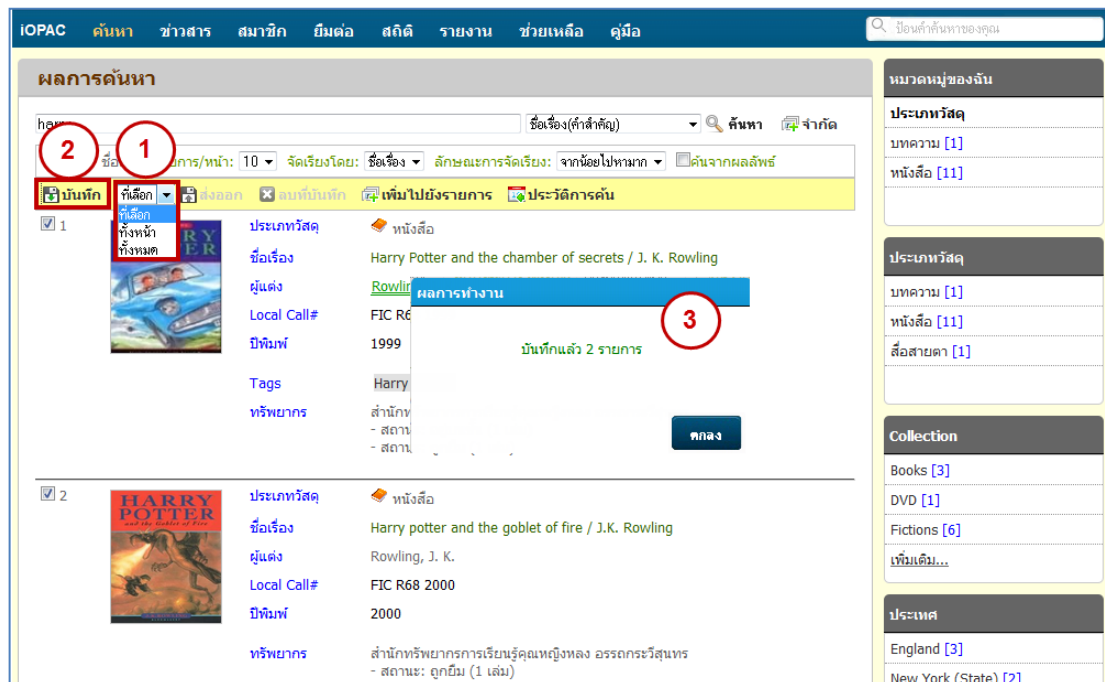 iOPAC ค้นหา ข่าวสาร สมาชิก ยืมต่อ สถิติ รายงาน ช่วยเหลือ คู่มือ ป้อนคำค้นหาของคุณ
ผลการค้นหา
harry ชื่อเรื่อง(คำสำคัญ) ค้นหา จำกัด
2 1 10 จัดเรียงโดย: ชื่อเรื่อง ลักษณะการจัดเรียง: จากน้อยไปหามาก ค้นจากผลลัพธ์
บันทึก ที่เลือก ส่งออก ลบที่บันทึก เพิ่มไปยังรายการ ประวัติการค้น
ที่เลือก
ทั้งหน้า
ทั้งหมด
1
ประเภทวัสดุ หนังสือ
ชื่อเรื่อง Harry Potter and the chamber of secrets / J. K. Rowling
ผู้แต่ง
Local Call# FIC
ปีพิมพ์ 1999
Tags Harry
ทรัพยากร
ผลการทำงาน
3
บันทึกแล้ว 2 รายการ
ตกลง
2
HARRY
POTTER
and the Goblet of Fire
ประเภทวัสดุ หนังสือ
ชื่อเรื่อง Harry potter and the goblet of fire / J.K. Rowling
ผู้แต่ง Rowling, J. K.
Local Call# FIC R68 2000
ปีพิมพ์ 2000
ทรัพยากร สำนักทรัพยากรการเรียนรู้คุณหญิงหลง อรรถกระวีสุนทร
- สถานะ: ถูกยืม (1 เล่ม)
หมวดหมู่ของฉัน
ประเภทวัสดุ
บทความ [1]
หนังสือ [11]
ประเภทวัสดุ
บทความ [1]
หนังสือ [11]
สื่อสายตา [1]
Collection
Books [3]
DVD [1]
Fictions [6]
เพิ่มเติม...
ประเทศ
England [3]
New York (State) [2]